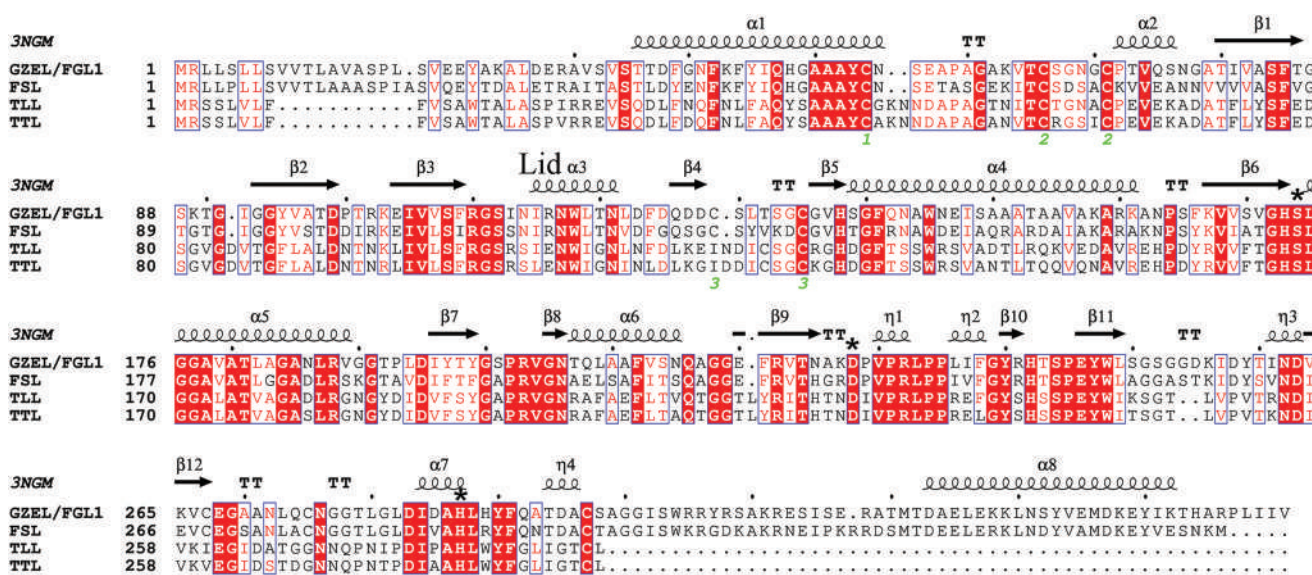 α1 α2 β1
3NGM TT
GZEL/FGL1 1 MRLLSLLSVVTLAVASPL.SVEEYAKALDERAVSVSTTDFGNFKFYIQHGAAAYCN..SEAPAGAKVTCSGNGCPTVQSNGATIVASFTG
FSL 1 MRLLPLLSVVTLAAASPIASVQEYTDALETRAITASTLDYGNFKFYIQHGAAAYCN..SETASGEKITCSDSACKVVEANNVVVVASFVG
TLL 1 MRSSLVLF...........FVSAWTALASPIRREVSQDLYNQFNLFAQYSAAAYCGKNNDAPAGTNITCTGNACPEVEKADATFLYSFED
TTL 1 MRSSLVLF...........FVSAWTALASPVRREVSQDLFDQFNLFAQYSAAAYCGKNNDAPAGANVTCRGSICPEVEKADATFLYSFED
1 2 2
β2 β3 Lid α3 β4 β5 α4 β6
3NGM TT TT *
GZEL/FGL1 88 SKTG.IGGYVATDPTRKEIVVSFRGSINIRNWLTNLDFDQDDC.SLTSGCGVHSGFQNAWNEISAAATAAVAKARKANPSFKVVSVGHSL
FSL 89 TGTG.IGGYVSTDDIRKEIVLSIRGSSNIRNWLTNVDFGQSGC.SYVKDCGVHTGFRNAWDEIAQRARDAIAKARAKNPSYKVIATGHSL
TLL 80 SGVGDVTGFLALDNTNKLIVLSFRGSRSIENWIGNLNFDLKEINDICSGCRGHDGFTSSWRSVADTLRQKVEDAVREHPDYRVVFTGHSL
TTL 80 SGVGDVTGFLALDNTNRLIVLSFRGSRSLENWIGNINLDLKGIDDICSGCKGHDGFTSSWRSVANTLTQQVQNAVREHPDYRVVFTGHSL
3 3
α5 β7 β8 α6 β9 η1 η2 β10 β11 η3
3NGM TT * TT
GZEL/FGL1 176 GGAVATLAGANLRVGGTPLDIYTYGSPRVGNTQLAAFVSNQAGGE.FRVTNAKDPVPRLPPLIFGYRHTSPEYWLSGSGGDKIDYTINDV
FSL 177 GGAVATLGGADLRSKGTAVDIFTFGAPRVGNAELSAFITSQAGGE.FRVTHGRDPVPRLPPIVFGYRHTSPEYWLAGGASTKIDYSVNDI
TLL 170 GGALATVAGADLRGNGYDIDVFSYGAPRVGNRAFAEFLTVQTGGTLYRITHTNDIVPRLPPREFGYSHSSPEYWIKSGT..LVPVTRNDI
TTL 170 GGALATVAGASLRGNGYDIDVFSYGAPRVGNRAFAEFLTAQTGGTLYRITHTNDIVPRLPPRELGYSHSSPEYWITSGT..LVPVTKNDI
β12 α7 η4 α8
3NGM TT TT *
GZEL/FGL1 265 KVCEGAANLQCNGGTLGLDIDAHLHYFQATDACSAGGISWRRYRSAKRESISE.RATMTDAELEKKLNSYVEMDKEYIKTHARPLIIV
FSL 266 EVCEGSANLACNGGTLGLDIVAHLRYFQDTDACTAGGISWKRGDKAKRNEIPKRRDSMTDEELERKLNDYVAMDKEYVESNKM.....
TLL 258 VKIEGIDATGGNNQPNIPDIPAHLWYFGLIGTCL......................................................
TTL 258 VKVEGIDSTDGNNQPNTPDIAAHLWYFGLIGTCL......................................................